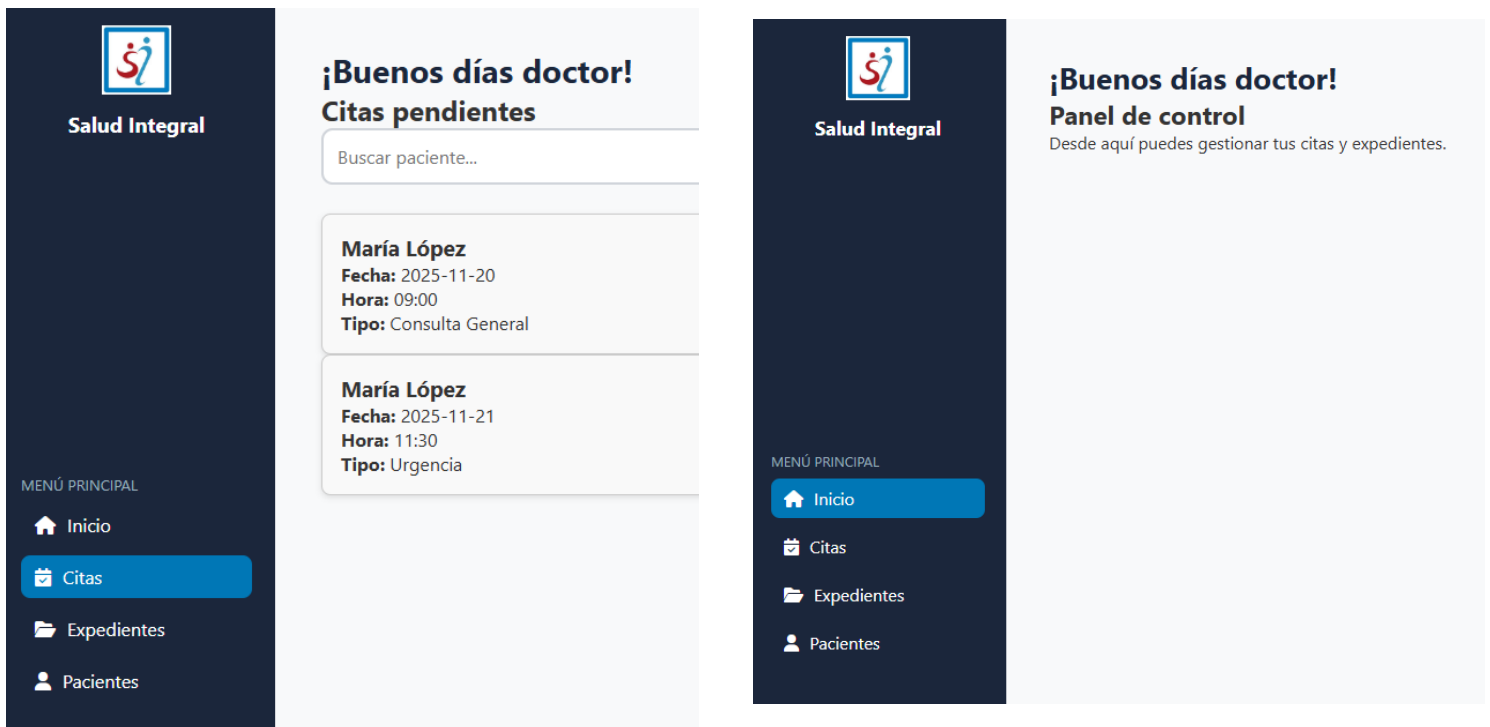 Si
Salud Integral
MENÚ PRINCIPAL
Inicio
Citas
Expedientes
Pacientes
¡Buenos días doctor!
Citas pendientes
Buscar paciente...
María López
Fecha: 2025-11-20
Hora: 09:00
Tipo: Consulta General
María López
Fecha: 2025-11-21
Hora: 11:30
Tipo: Urgencia
Si
Salud Integral
MENÚ PRINCIPAL
Inicio
Citas
Expedientes
Pacientes
¡Buenos días doctor!
Panel de control
Desde aquí puedes gestionar tus citas y expedientes.